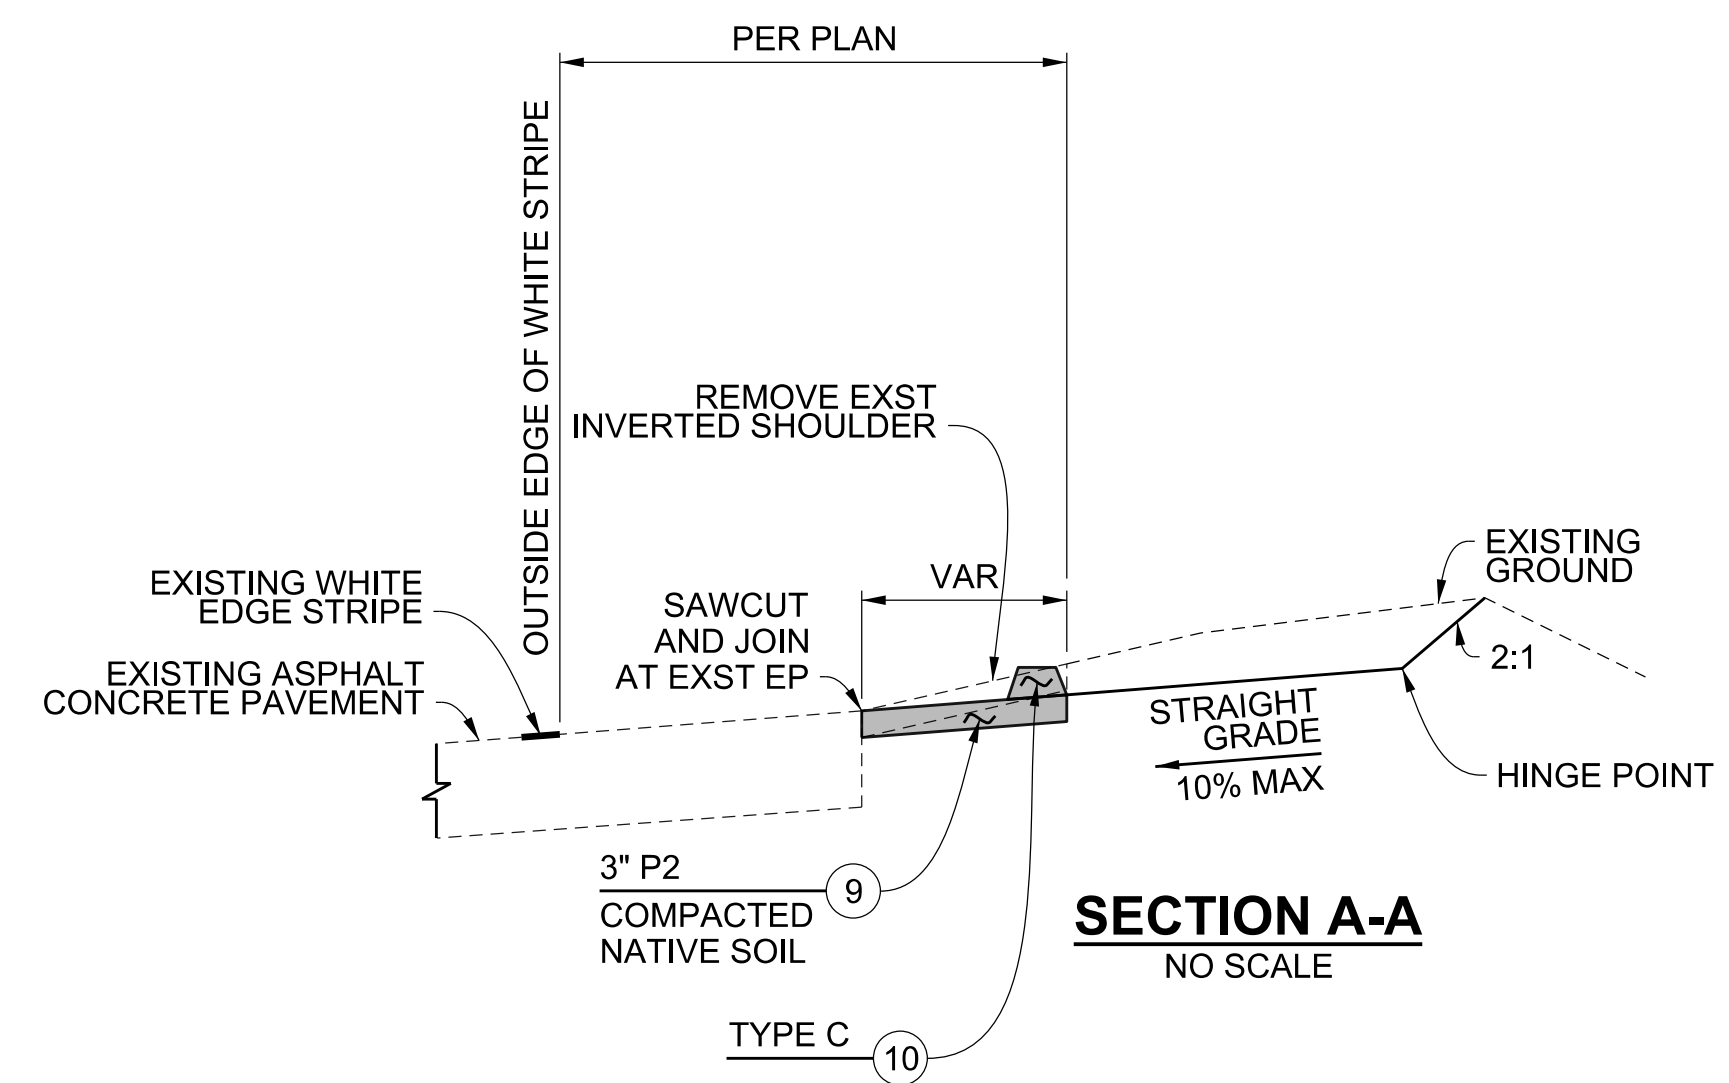 PER PLAN
OUTSIDE EDGE OF WHITE STRIPE
REMOVE EXST
INVERTED SHOULDER
EXISTING WHITE
EDGE STRIPE
EXISTING ASPHALT
CONCRETE PAVEMENT
SAWCUT
AND JOIN
AT EXST EP
VAR
EXISTING
GROUND
2:1
STRAIGHT
GRADE
10% MAX
HINGE POINT
3" P2
9
COMPACTED
NATIVE SOIL
TYPE C
10
SECTION A-A
NO SCALE